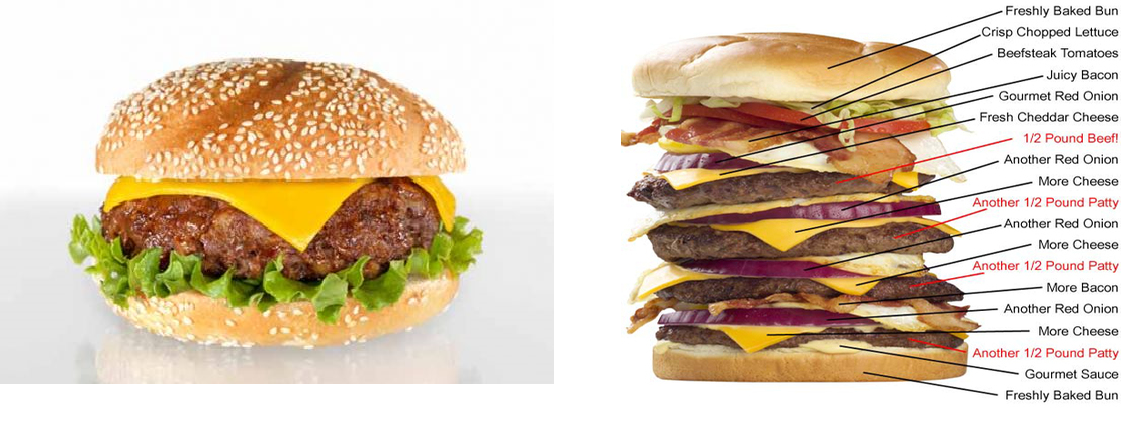 Freshly Baked Bun
Crisp Chopped Lettuce
Beefsteak Tomatoes
Juicy Bacon
Gourmet Red Onion
Fresh Cheddar Cheese
1/2 Pound Beef!
Another Red Onion
More Cheese
Another 1/2 Pound Patty
Another Red Onion
More Cheese
Another 1/2 Pound Patty
More Bacon
Another Red Onion
More Cheese
Another 1/2 Pound Patty
Gourmet Sauce
Freshly Baked Bun